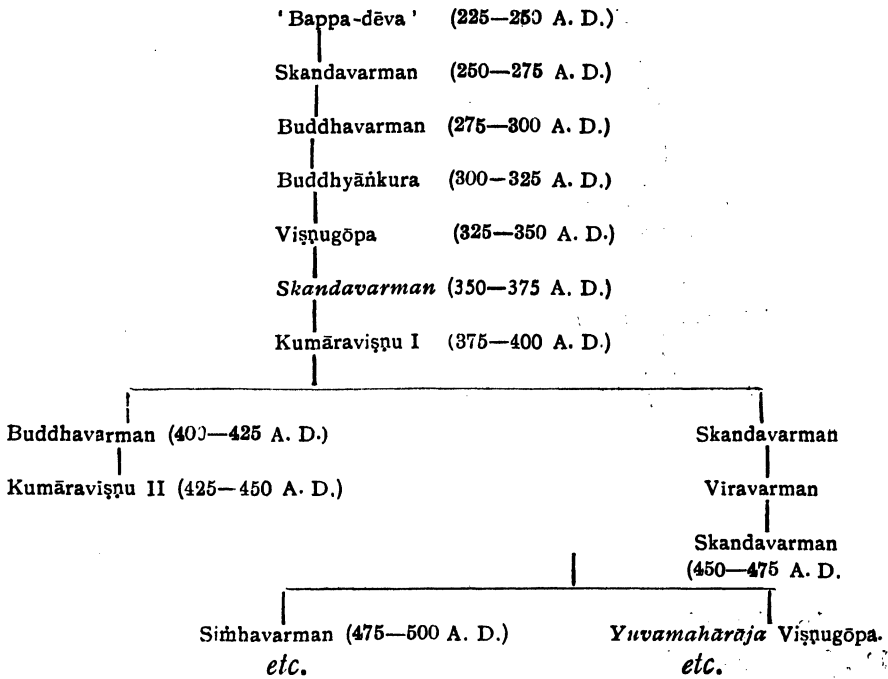 ' Bappa-dēva ' (225—250 A. D.)
Skandavarman (250—275 A. D.)
Buddhavarman (275—300 A. D.)
Buddhyāṅkura (300—325 A. D.)
Viṣṇugōpa (325—350 A. D.)
Skandavarman (350—375 A. D.)
Kumāraviṣṇu I (375—400 A. D.)
Buddhavarman (400—425 A. D.) Skandavarman
Kumāraviṣṇu II (425—450 A. D.) Viravarman
Skandavarman
(450—475 A. D.
Siṁhavarman (475—500 A. D.) Yuvamahārāja Viṣṇugōpa.
etc. etc.